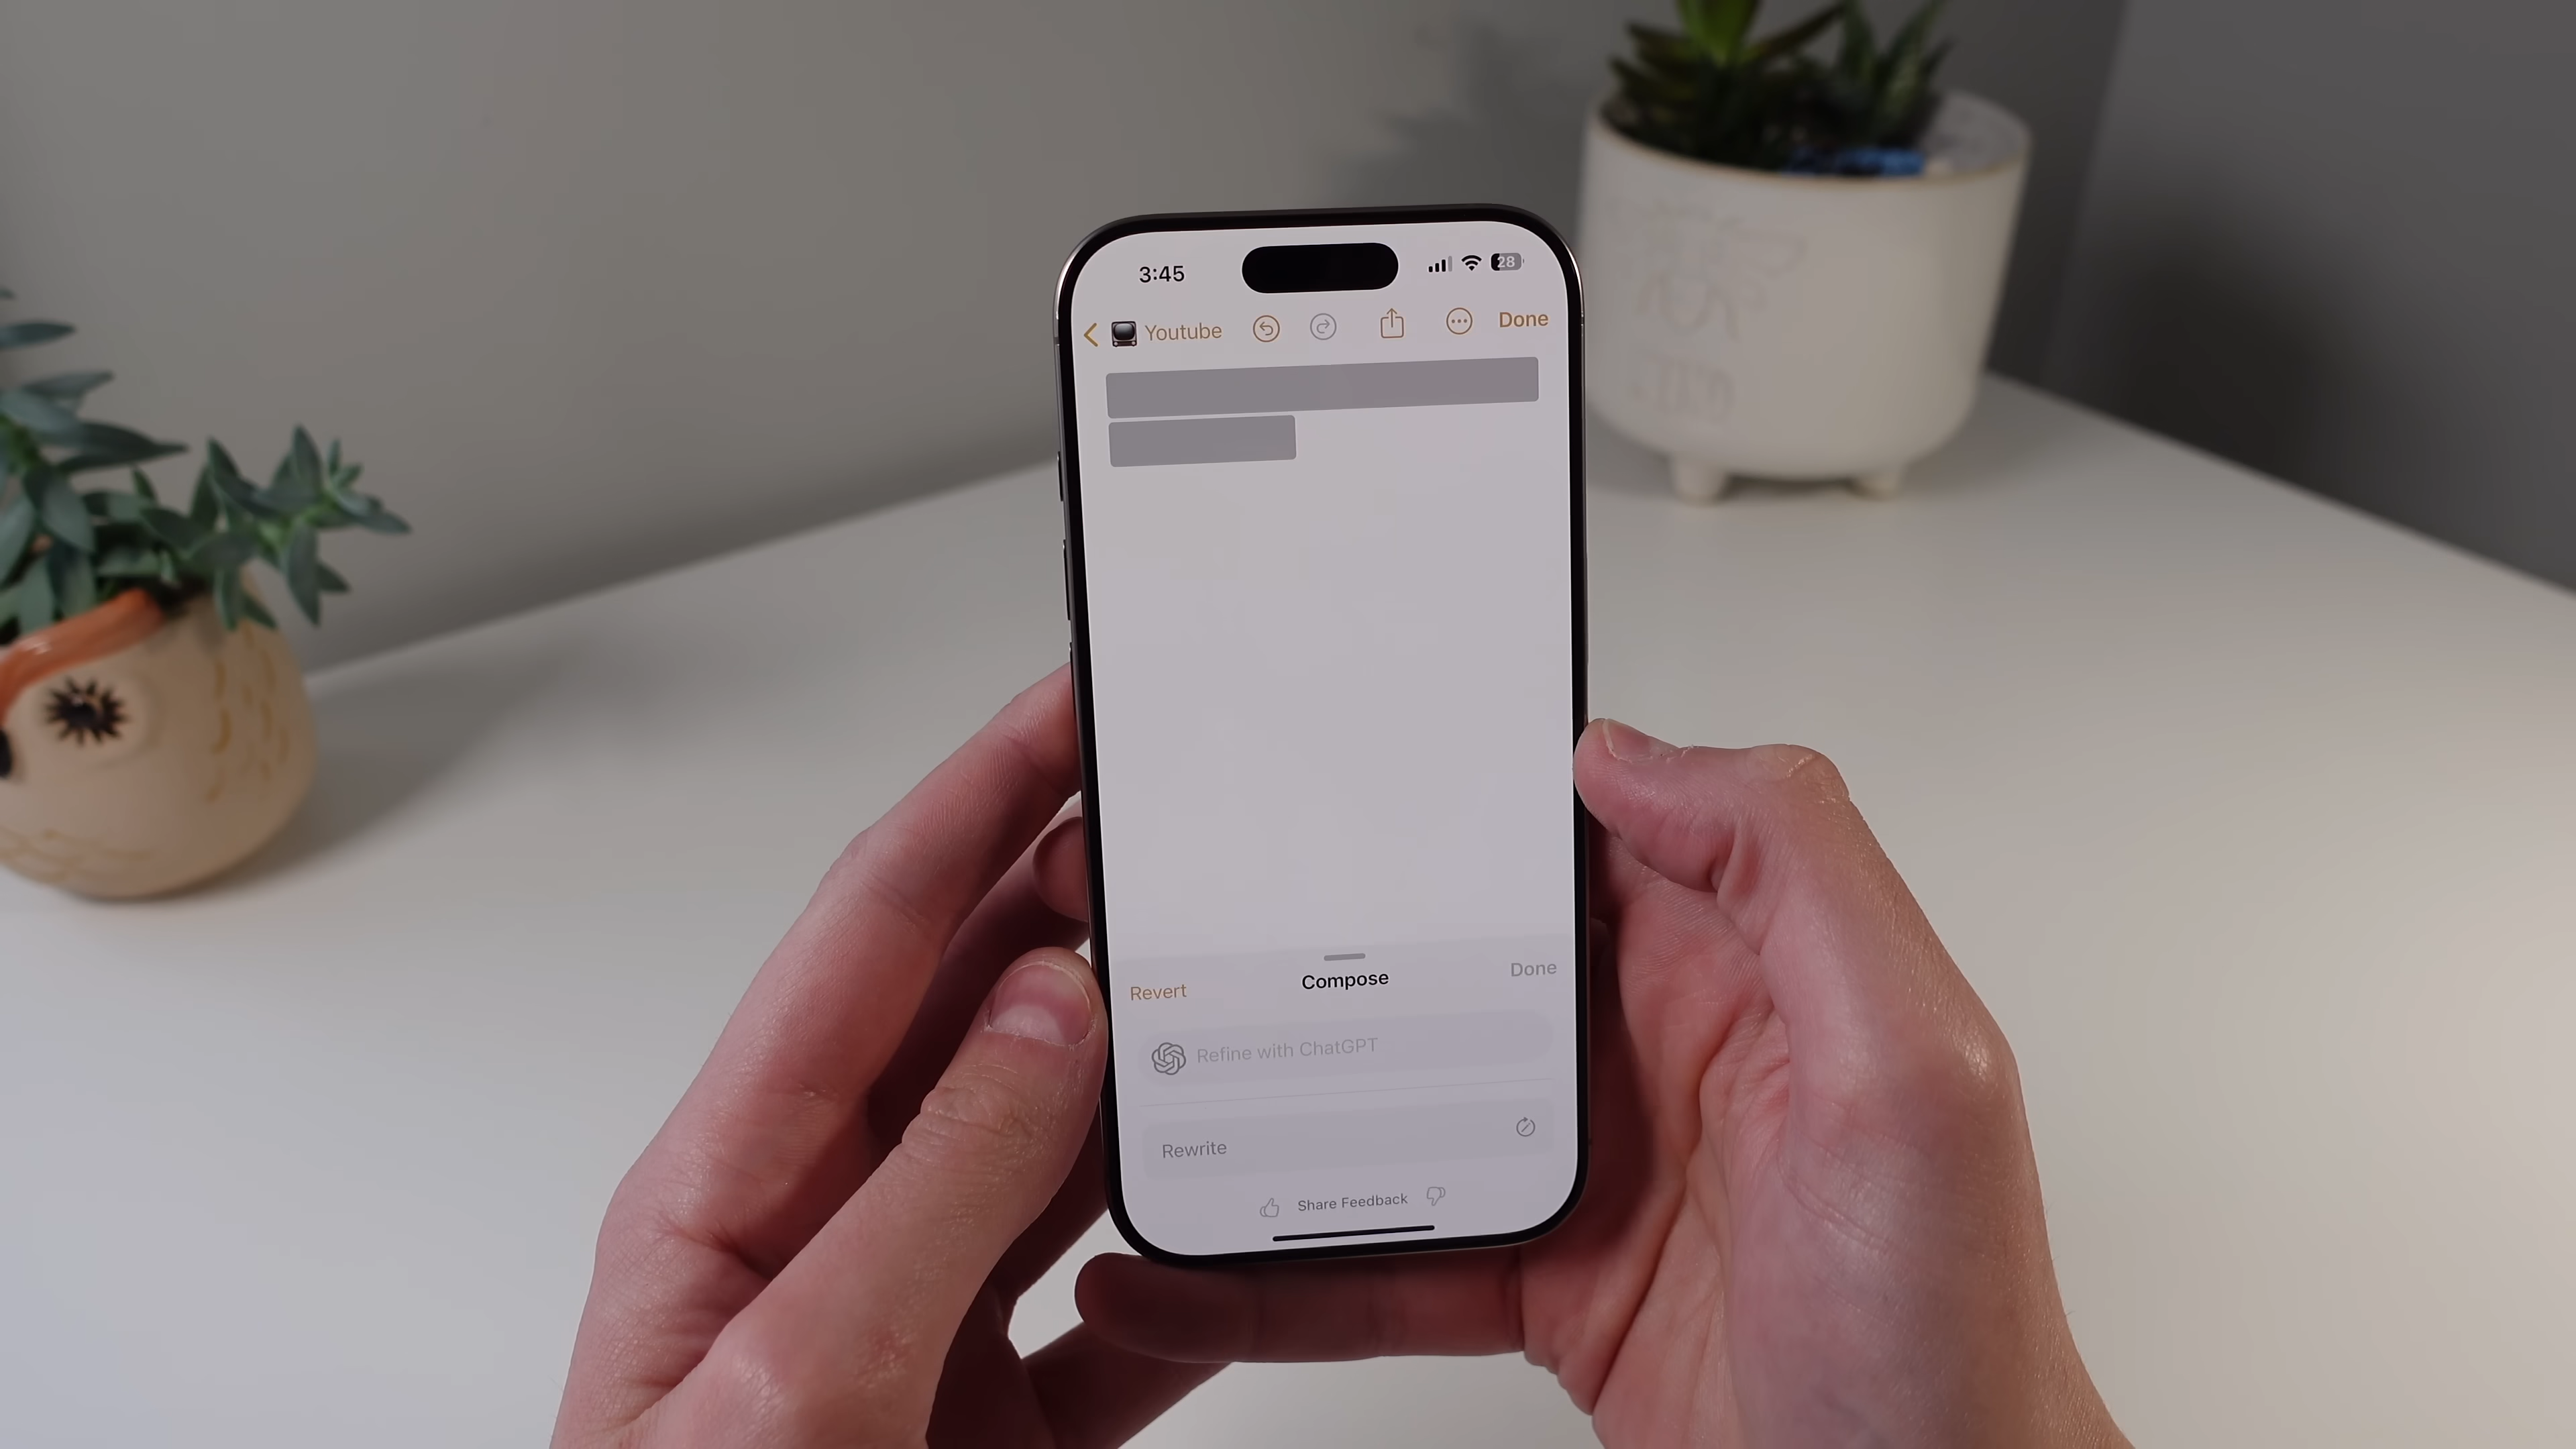 3:45
28
Youtube
Done
Revert
Compose
Done
Refine with ChatGPT
Rewrite
Share Feedback